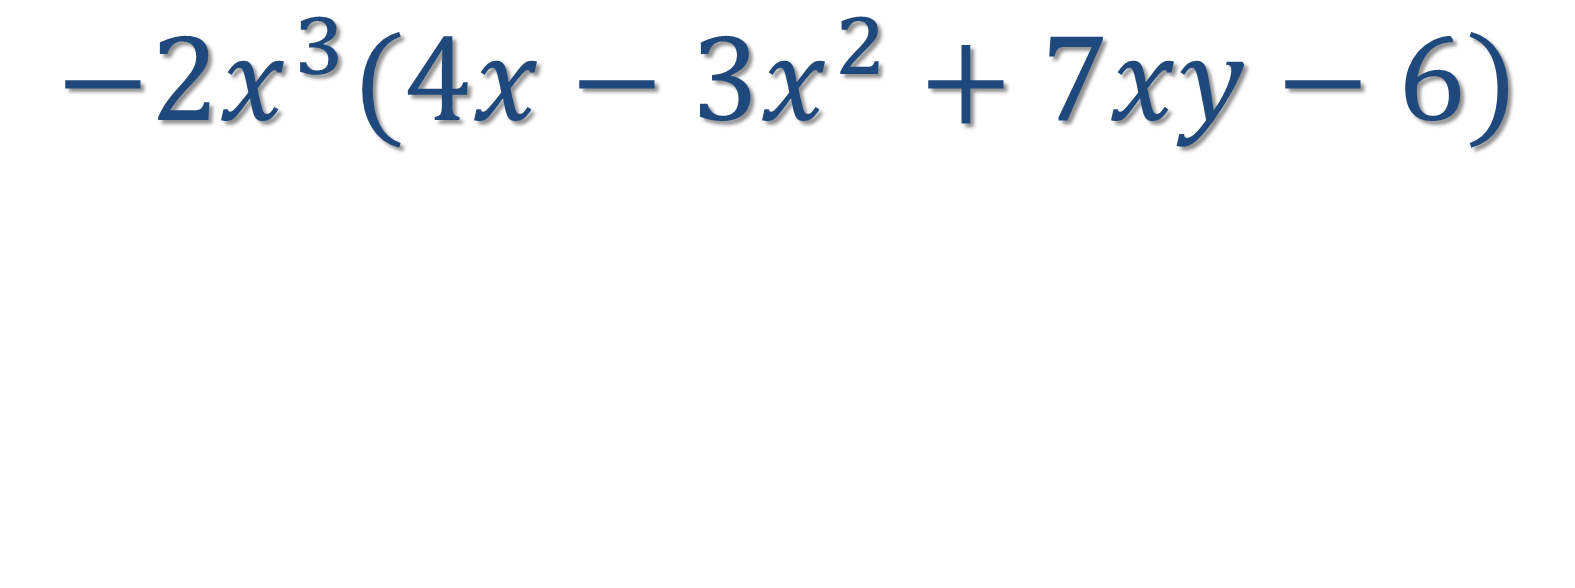 −2x³(4x − 3x² + 7xy − 6)